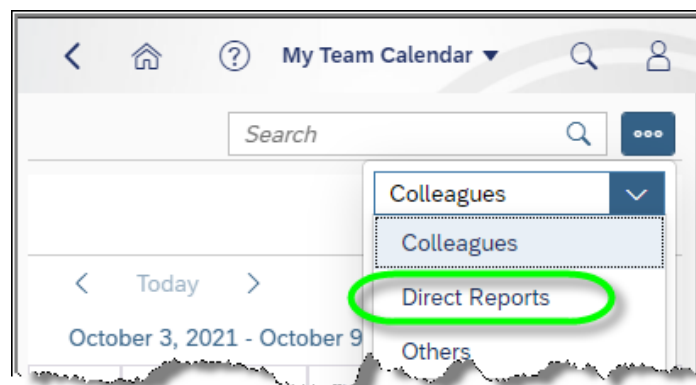 My Team Calendar
Search
Colleagues
Colleagues
Today
Direct Reports
October 3, 2021 - October 9
Others